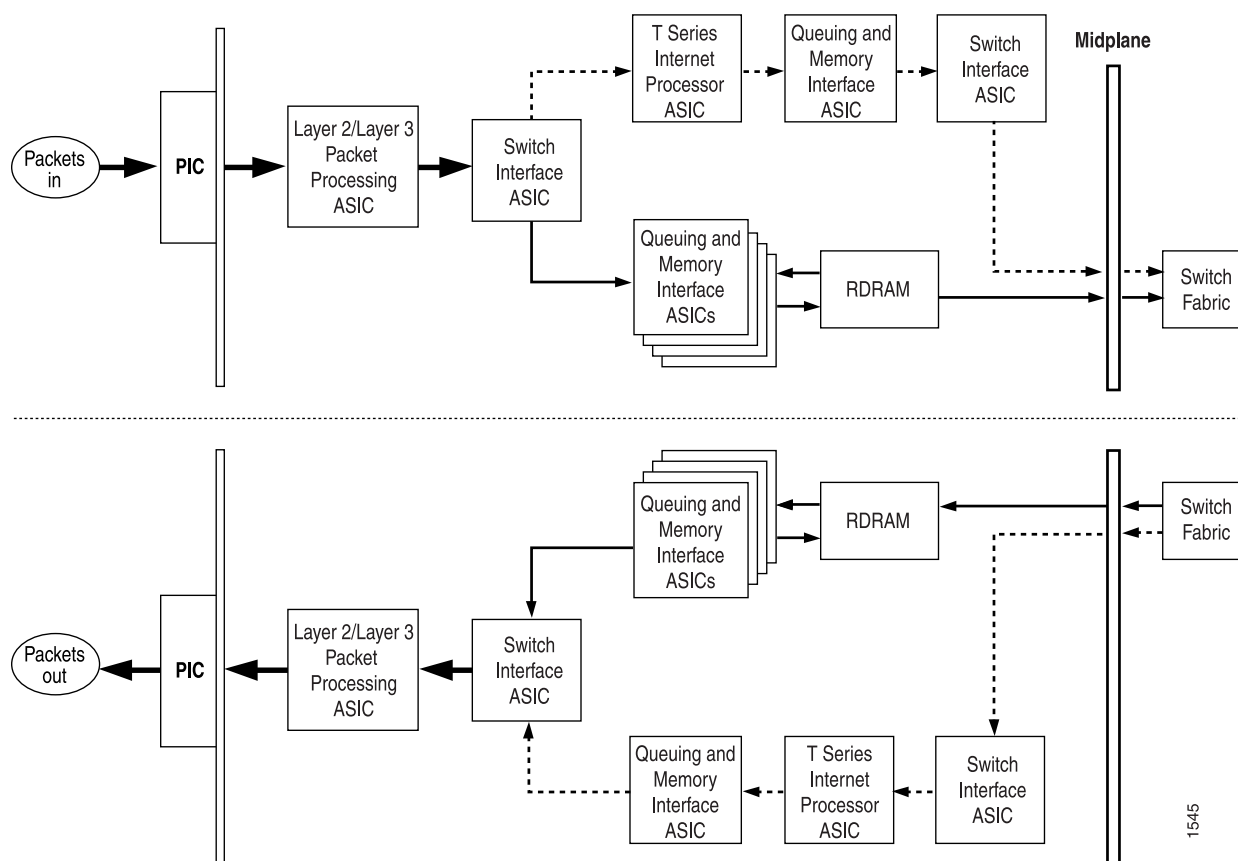 Packets
in
PIC
Layer 2/Layer 3
Packet
Processing
ASIC
Switch
Interface
ASIC
T Series
Internet
Processor
ASIC
Queuing and
Memory
Interface
ASIC
Switch
Interface
ASIC
Midplane
Queuing and
Memory
Interface
ASICs
RDRAM
Switch
Fabric
Packets
out
PIC
Layer 2/Layer 3
Packet
Processing
ASIC
Switch
Interface
ASIC
Queuing and
Memory
Interface
ASICs
RDRAM
Switch
Fabric
Queuing and
Memory
Interface
ASIC
T Series
Internet
Processor
ASIC
Switch
Interface
ASIC
1545